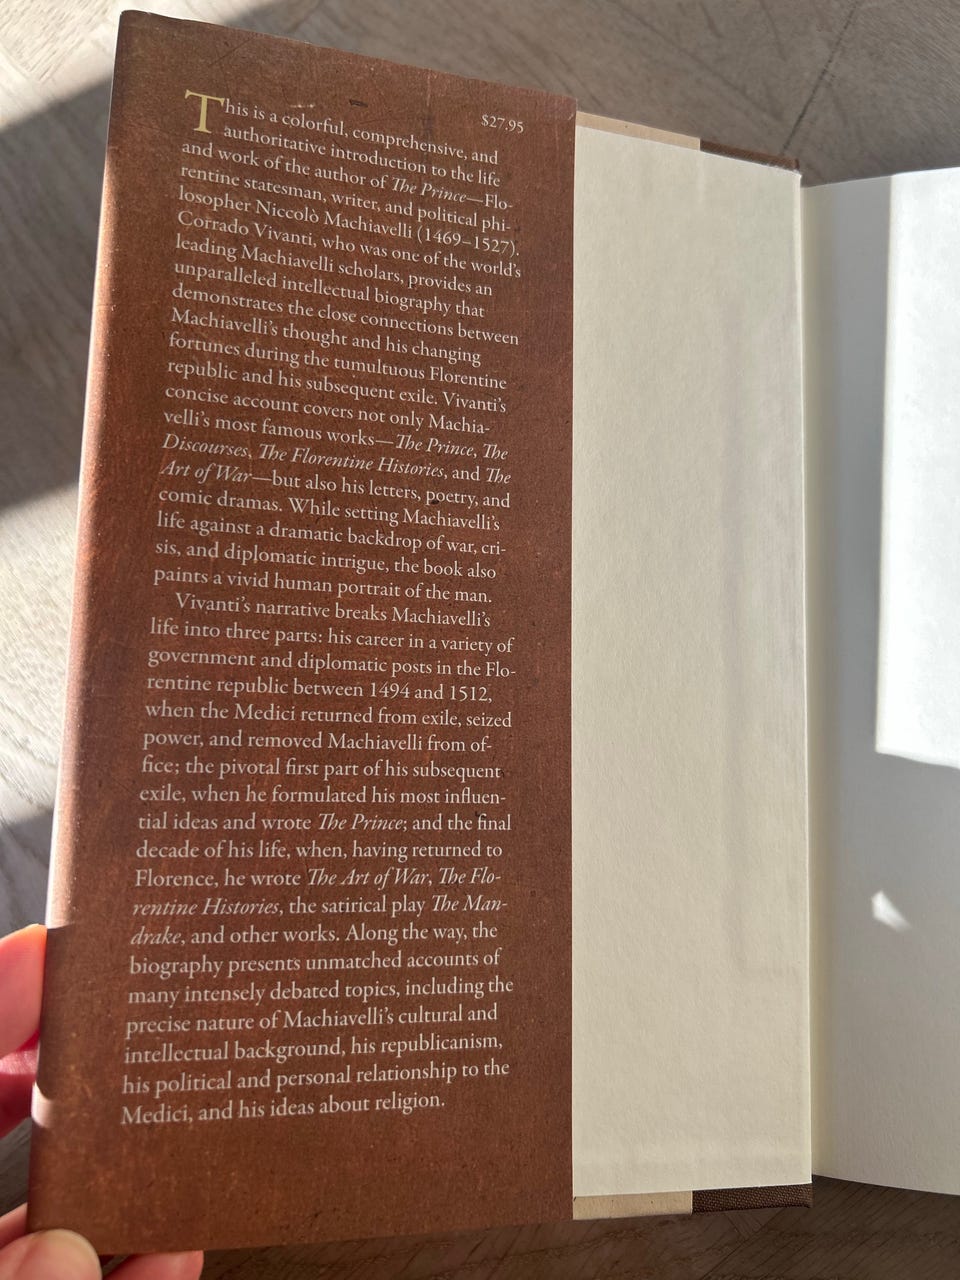 $27.95
This is a colorful, comprehensive, and
authoritative introduction to the life
and work of the author of The Prince—Flo-
rentine statesman, writer, and political phi-
losopher Niccolò Machiavelli (1469–1527).
Corrado Vivanti, who was one of the world's
leading Machiavelli scholars, provides an
unparalleled intellectual biography that
demonstrates the close connections between
Machiavelli's thought and his changing
fortunes during the tumultuous Florentine
republic and his subsequent exile. Vivanti's
concise account covers not only Machia-
velli's most famous works—The Prince, The
Discourses, The Florentine Histories, and The
Art of War—but also his letters, poetry, and
comic dramas. While setting Machiavelli's
life against a dramatic backdrop of war, cri-
sis, and diplomatic intrigue, the book also
paints a vivid human portrait of the man.
Vivanti's narrative breaks Machiavelli's
life into three parts: his career in a variety of
government and diplomatic posts in the Flo-
rentine republic between 1494 and 1512,
when the Medici returned from exile, seized
power, and removed Machiavelli from of-
fice; the pivotal first part of his subsequent
exile, when he formulated his most influen-
tial ideas and wrote The Prince; and the final
decade of his life, when, having returned to
Florence, he wrote The Art of War, The Flo-
rentine Histories, the satirical play The Man-
drake, and other works. Along the way, the
biography presents unmatched accounts of
many intensely debated topics, including the
precise nature of Machiavelli's cultural and
intellectual background, his republicanism,
his political and personal relationship to the
Medici, and his ideas about religion.